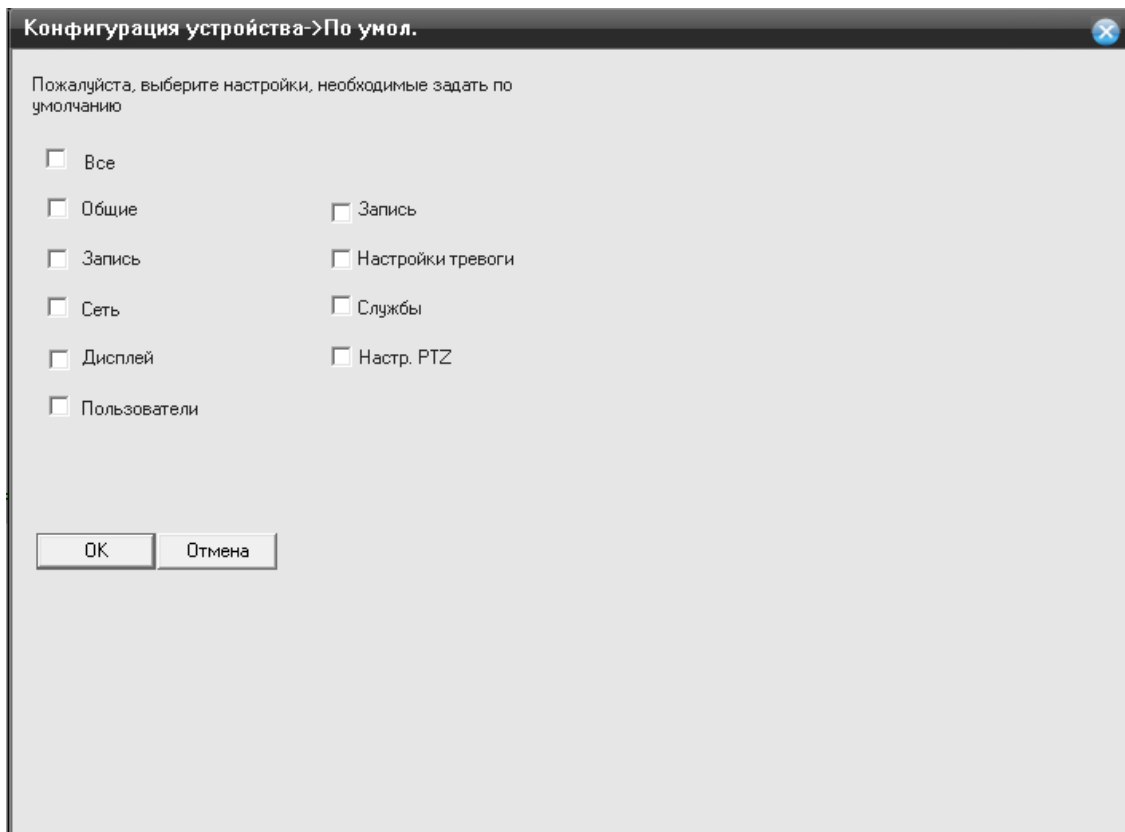 Конфигурация устройства->По умол.
Пожалуйста, выберите настройки, необходимые задать по
умолчанию
Все
Общие
Запись
Запись
Настройки тревоги
Сеть
Службы
Дисплей
Настр. PTZ
Пользователи
OK
Отмена